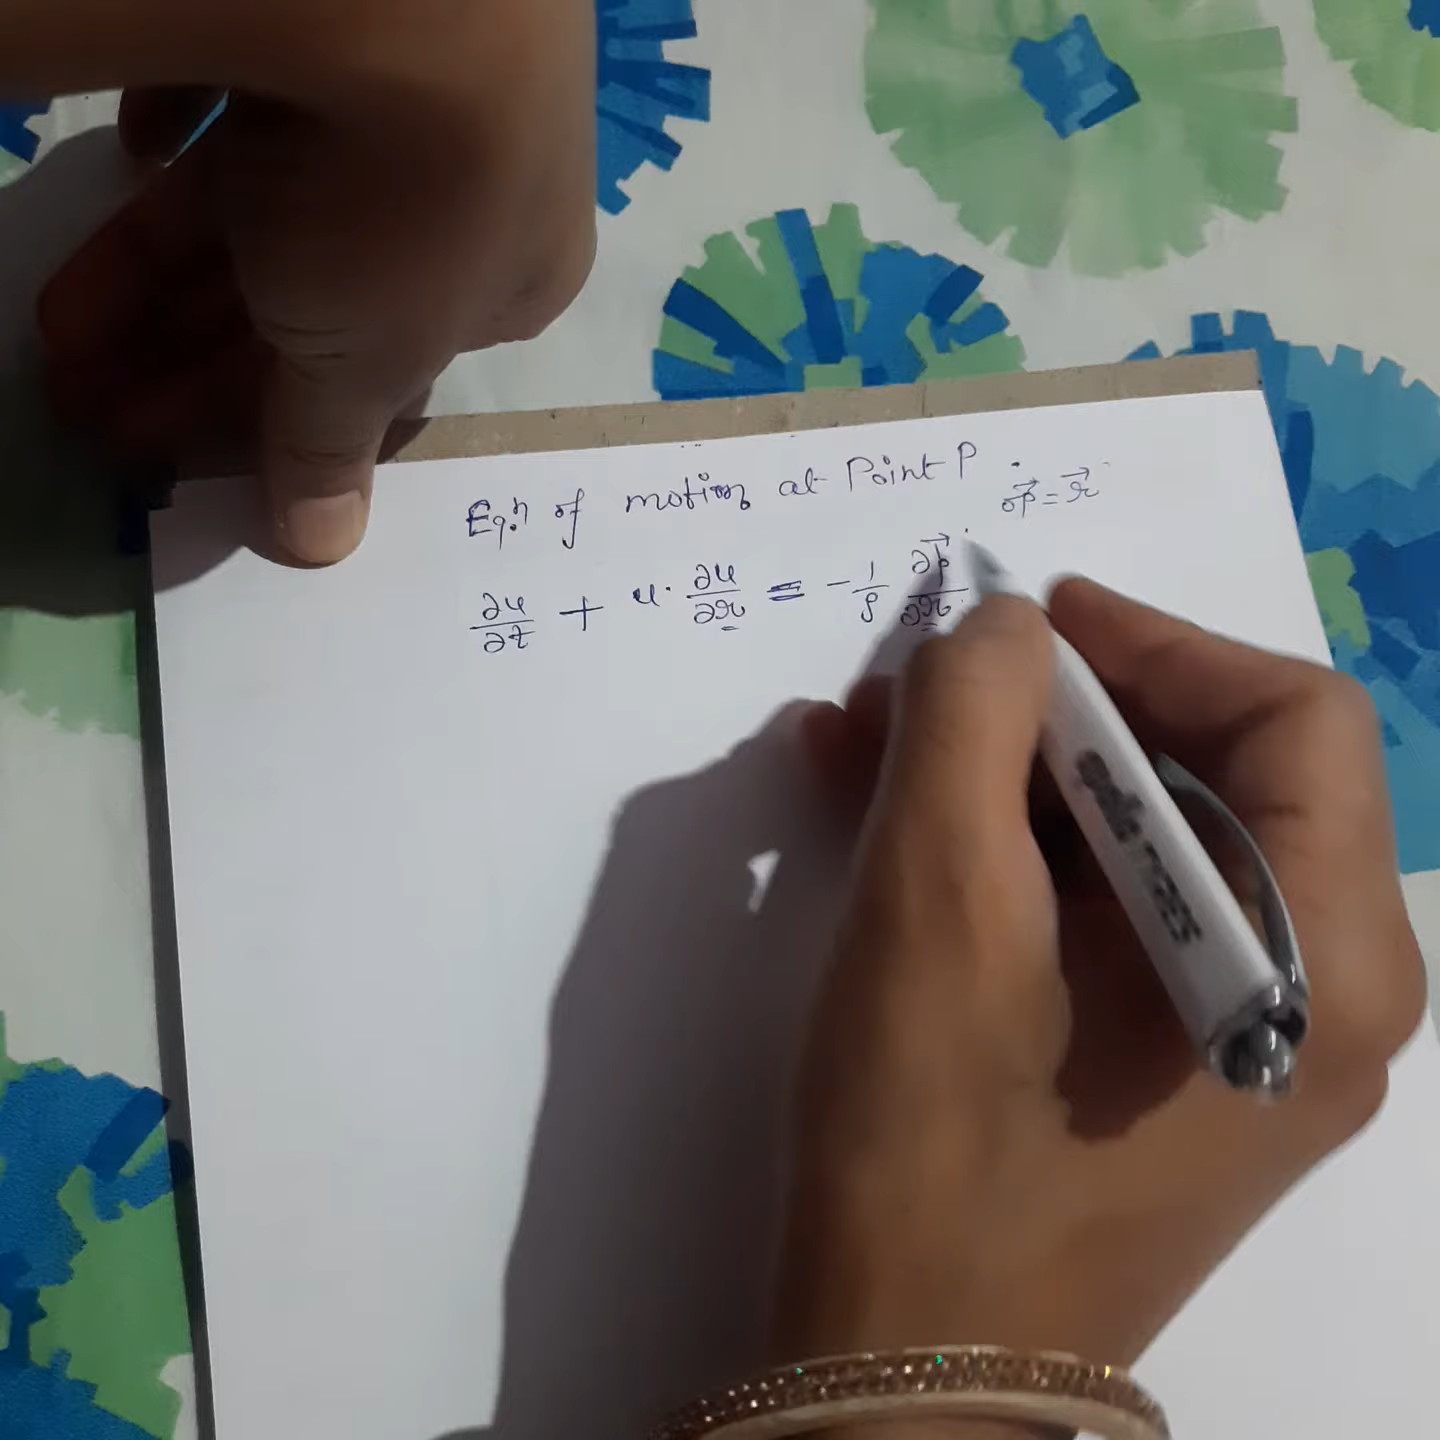 Eq.n of motion at Point P
→OP = →r
∂u/∂t + u. ∂u/∂r = - 1/ρ ∂→p/∂r